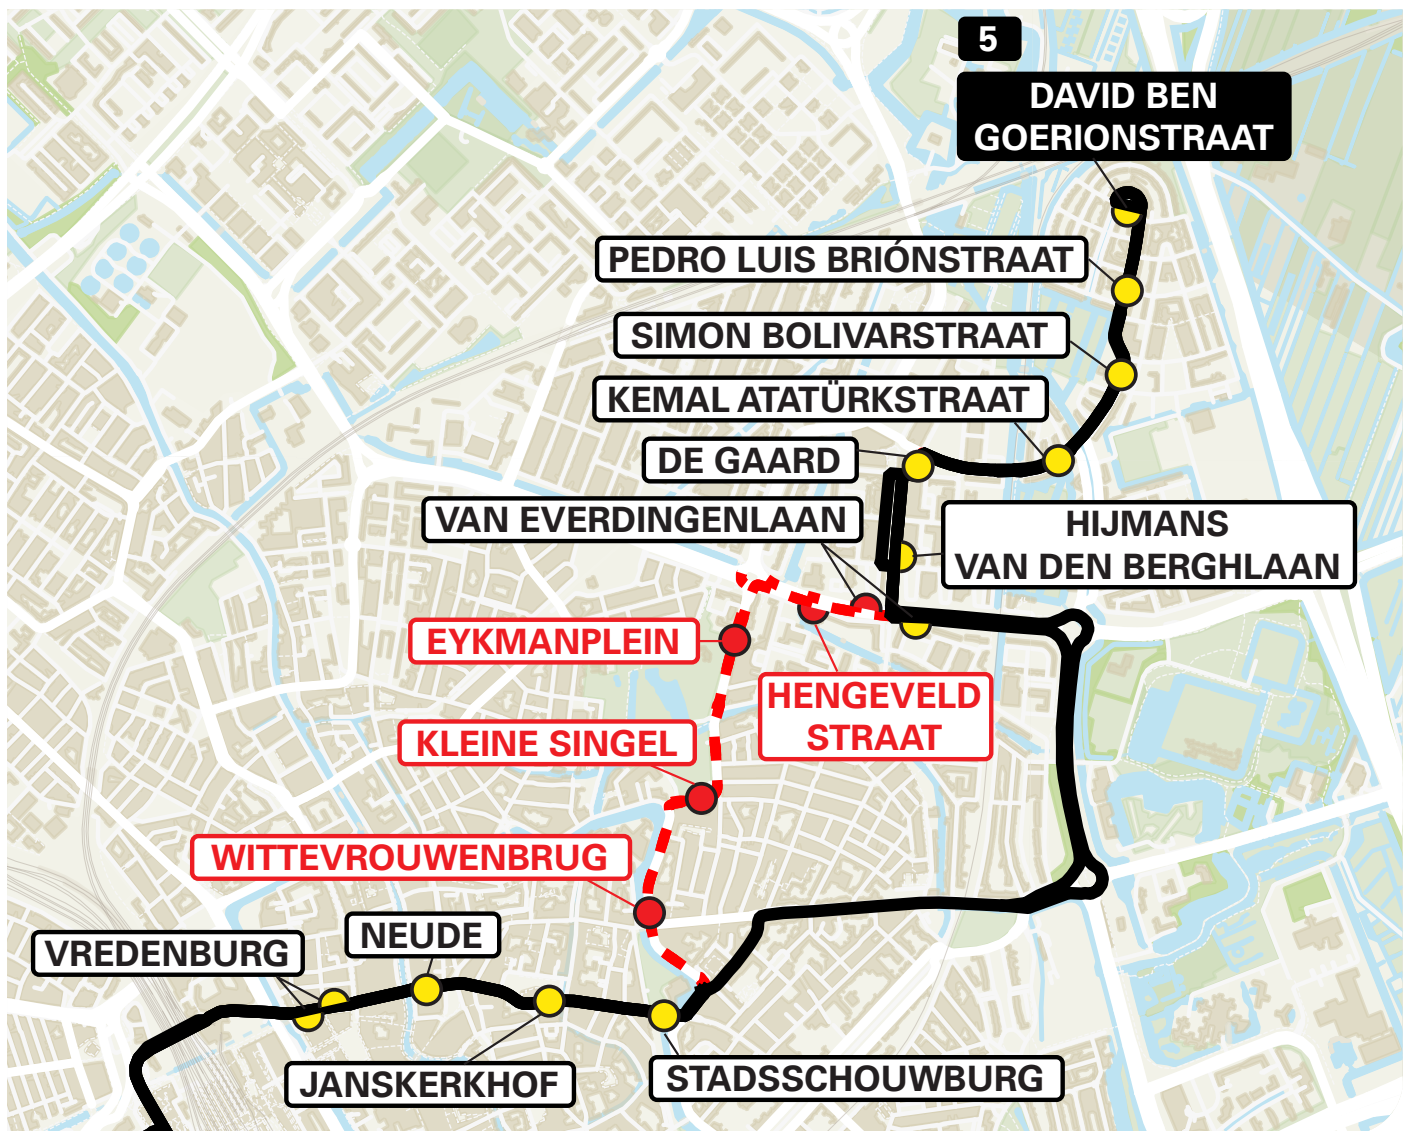 5
DAVID BEN
GOERIONSTRAAT
PEDRO LUIS BRIÓNSTRAAT
SIMON BOLIVARSTRAAT
KEMAL ATATÜRKSTRAAT
DE GAARD
VAN EVERDINGENLAAN
HIJMANS
VAN DEN BERGHLAAN
EYKMANPLEIN
HENGEVELD
STRAAT
KLEINE SINGEL
WITTEVROUWENBRUG
NEUDE
VREDENBURG
JANSKERKHOF
STADSSCHOUWBURG